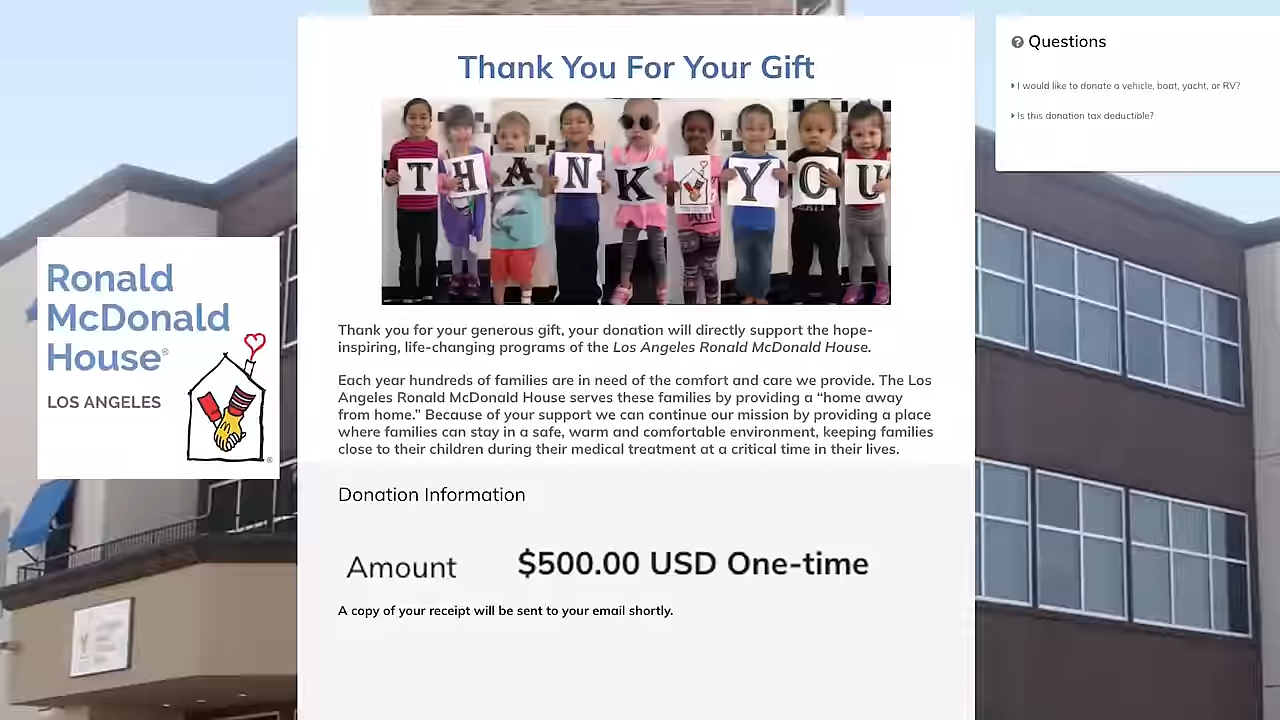 Thank You For Your Gift
T H A N K Y O U
Thank you for your generous gift, your donation will directly support the hope-
inspiring, life-changing programs of the Los Angeles Ronald McDonald House.
Each year hundreds of families are in need of the comfort and care we provide. The Los
Angeles Ronald McDonald House serves these families by providing a “home away
from home.” Because of your support we can continue our mission by providing a place
where families can stay in a safe, warm and comfortable environment, keeping families
close to their children during their medical treatment at a critical time in their lives.
Donation Information
Amount $500.00 USD One-time
A copy of your receipt will be sent to your email shortly.
Ronald
McDonald
House®
LOS ANGELES
®
Questions
I would like to donate a vehicle, boat, yacht, or RV?
Is this donation tax deductible?